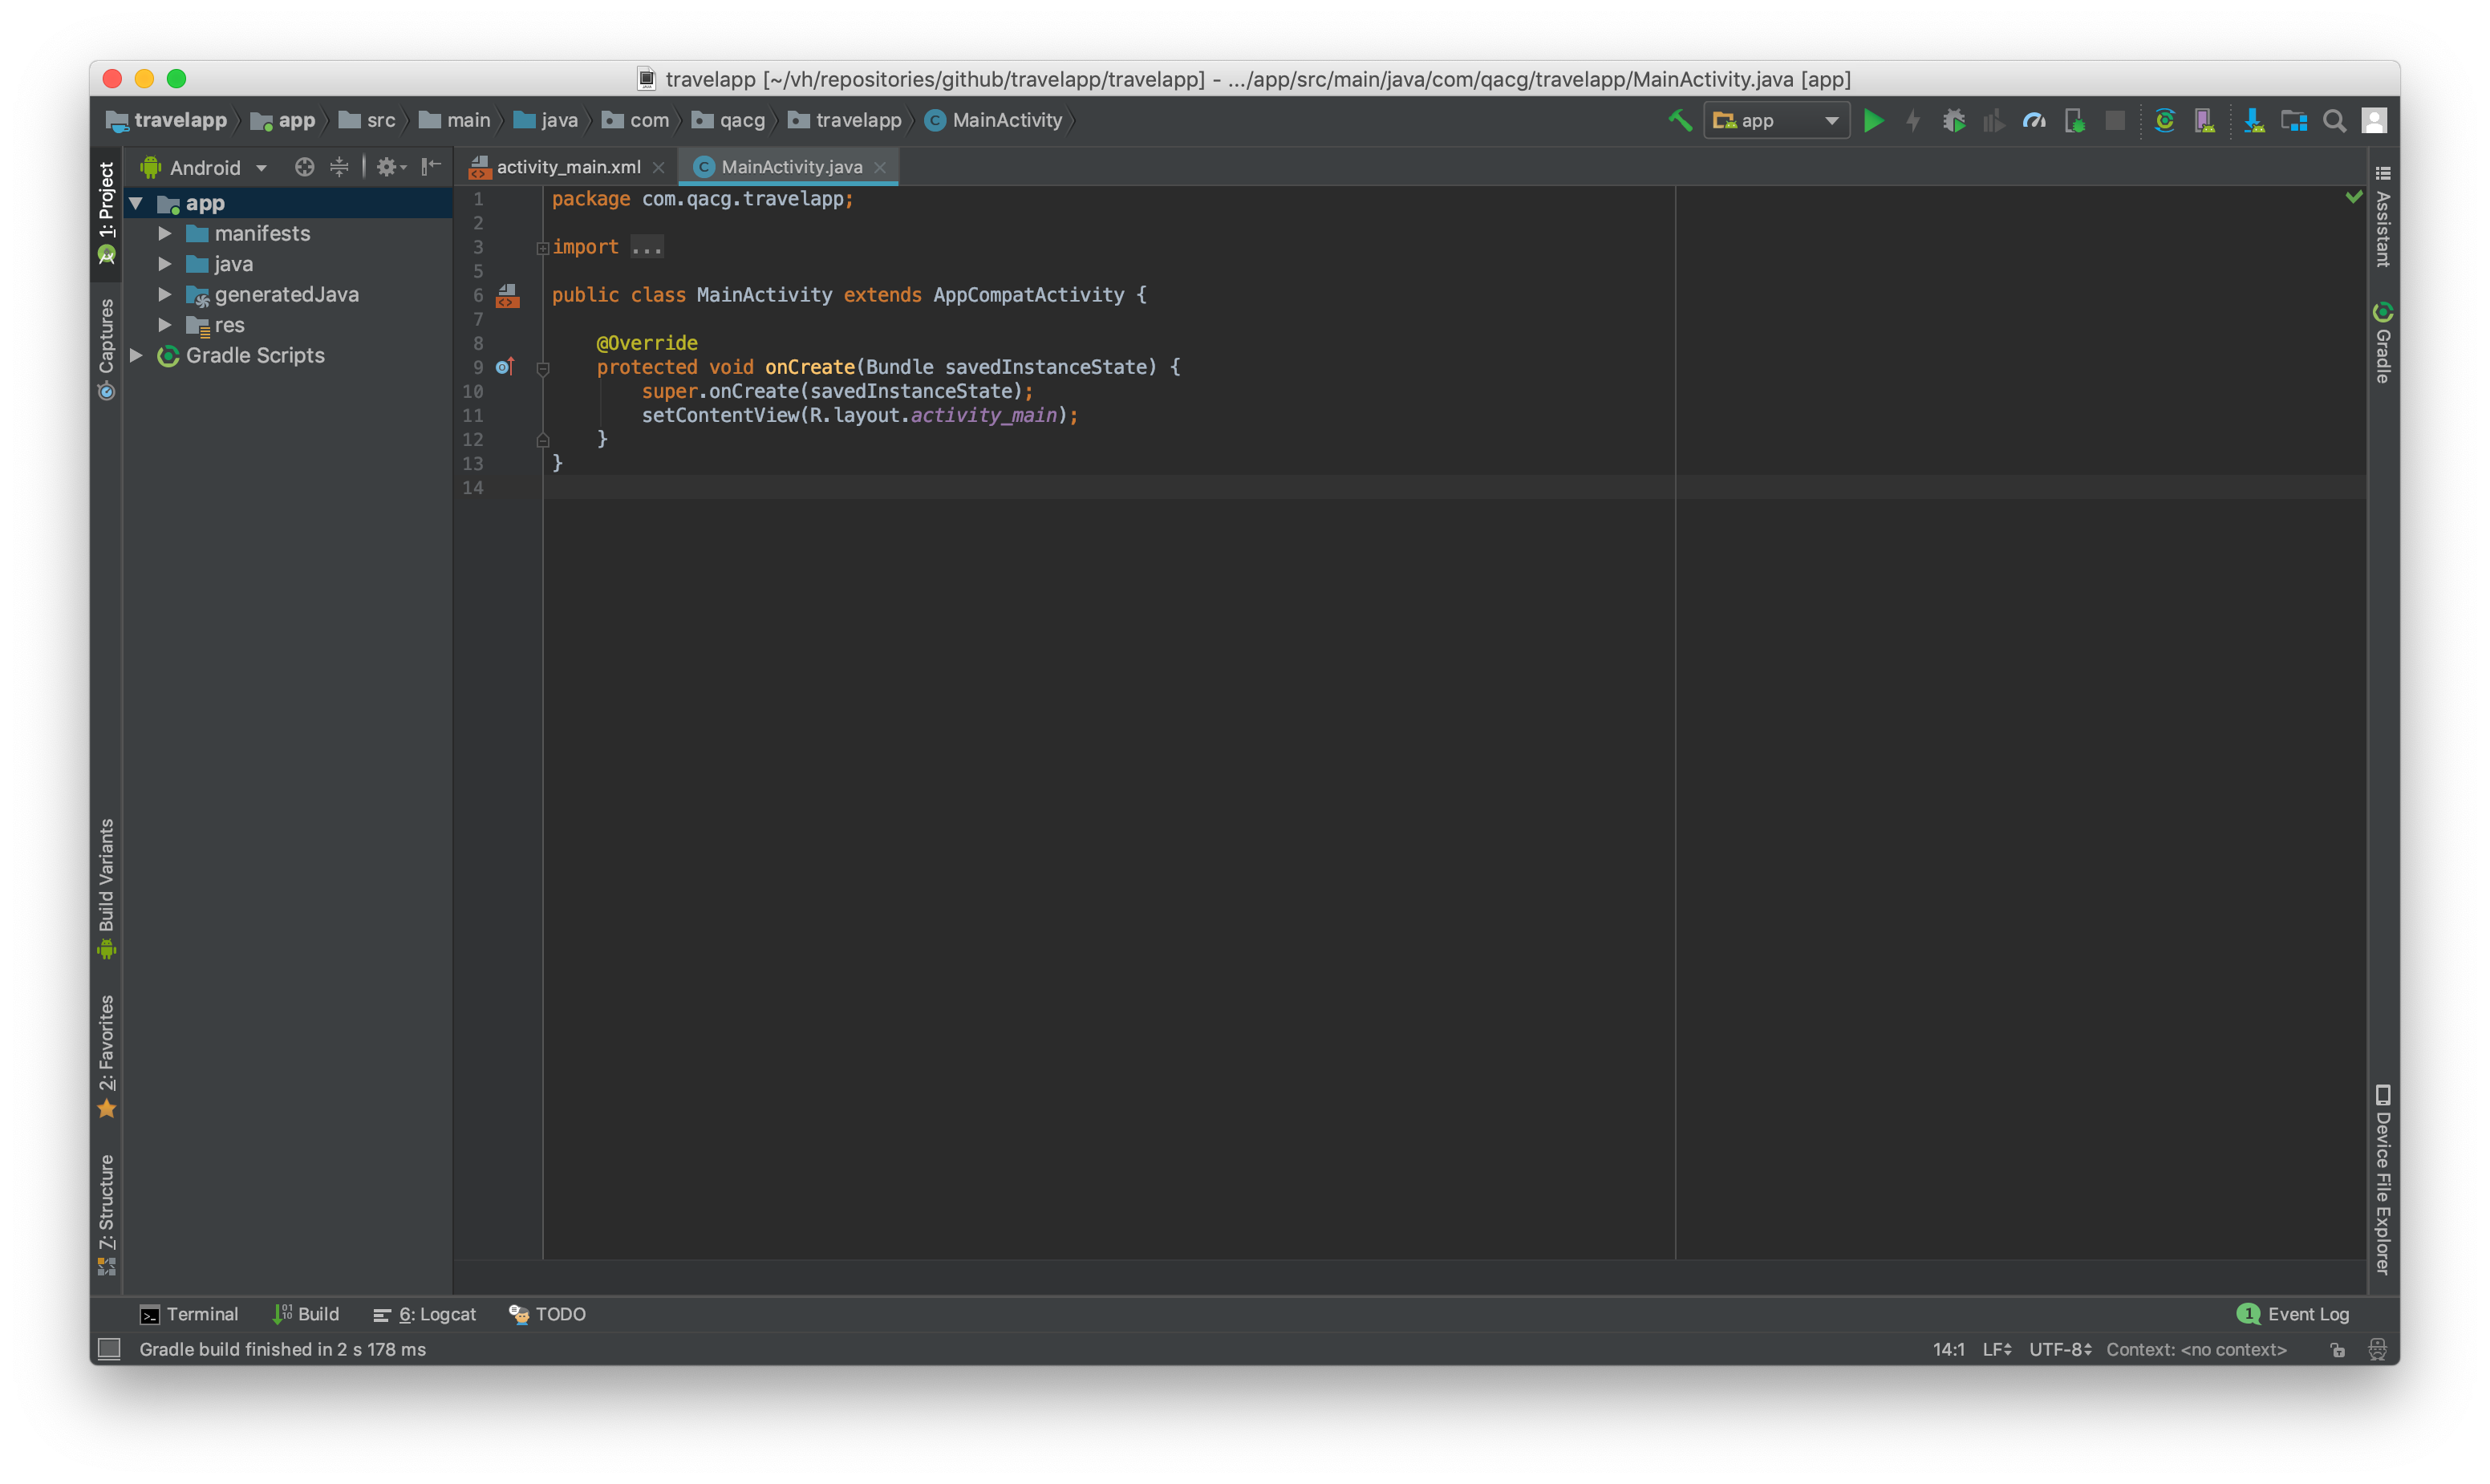 travelapp [~/vh/repositories/github/travelapp/travelapp] - .../app/src/main/java/com/qacg/travelapp/MainActivity.java [app]
travelapp app src main java com qacg travelapp C MainActivity app
1: Project
Captures
Build Variants
2: Favorites
7: Structure
Android
app
manifests
java
generatedJava
res
Gradle Scripts
activity_main.xml C MainActivity.java
1 package com.qacg.travelapp;
2
3 import ...
5
6 public class MainActivity extends AppCompatActivity {
7
8 @Override
9 protected void onCreate(Bundle savedInstanceState) {
10 super.onCreate(savedInstanceState);
11 setContentView(R.layout.activity_main);
12 }
13 }
14
Assistant
Gradle
Device File Explorer
Terminal Build 6: Logcat TODO 1 Event Log
Gradle build finished in 2 s 178 ms 14:1 LF UTF-8 Context: <no context>